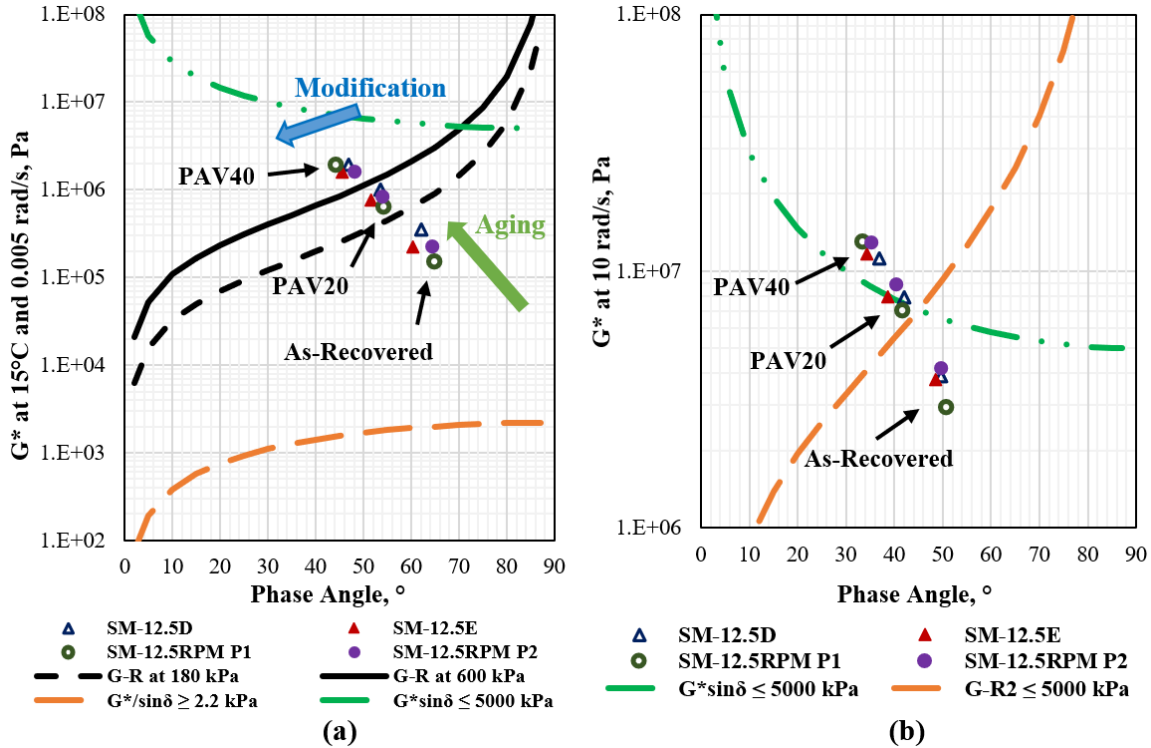 1.E+08
1.E+07
1.E+06
1.E+05
1.E+04
1.E+03
1.E+02
G* at 15°C and 0.005 rad/s, Pa
Modification
PAV40
Aging
PAV20
As-Recovered
0 10 20 30 40 50 60 70 80 90
Phase Angle, °
SM-12.5D
SM-12.5E
SM-12.5RPM P1
SM-12.5RPM P2
G-R at 180 kPa
G-R at 600 kPa
G*/sinδ ≥ 2.2 kPa
G*sinδ ≤ 5000 kPa
(a)
1.E+08
1.E+07
1.E+06
G* at 10 rad/s, Pa
PAV40
PAV20
As-Recovered
0 10 20 30 40 50 60 70 80 90
Phase Angle, °
SM-12.5D
SM-12.5E
SM-12.5RPM P1
SM-12.5RPM P2
G*sinδ ≤ 5000 kPa
G-R2 ≤ 5000 kPa
(b)